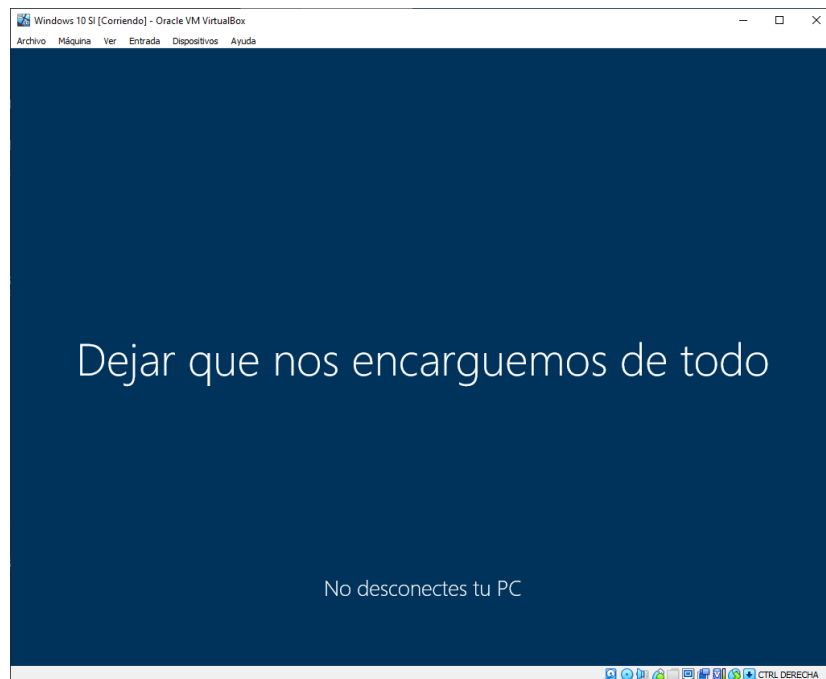 Windows 10 SI [Corriendo] - Oracle VM VirtualBox
Archivo Máquina Ver Entrada Dispositivos Ayuda
Dejar que nos encarguemos de todo
No desconectes tu PC
CTRL DERECHA